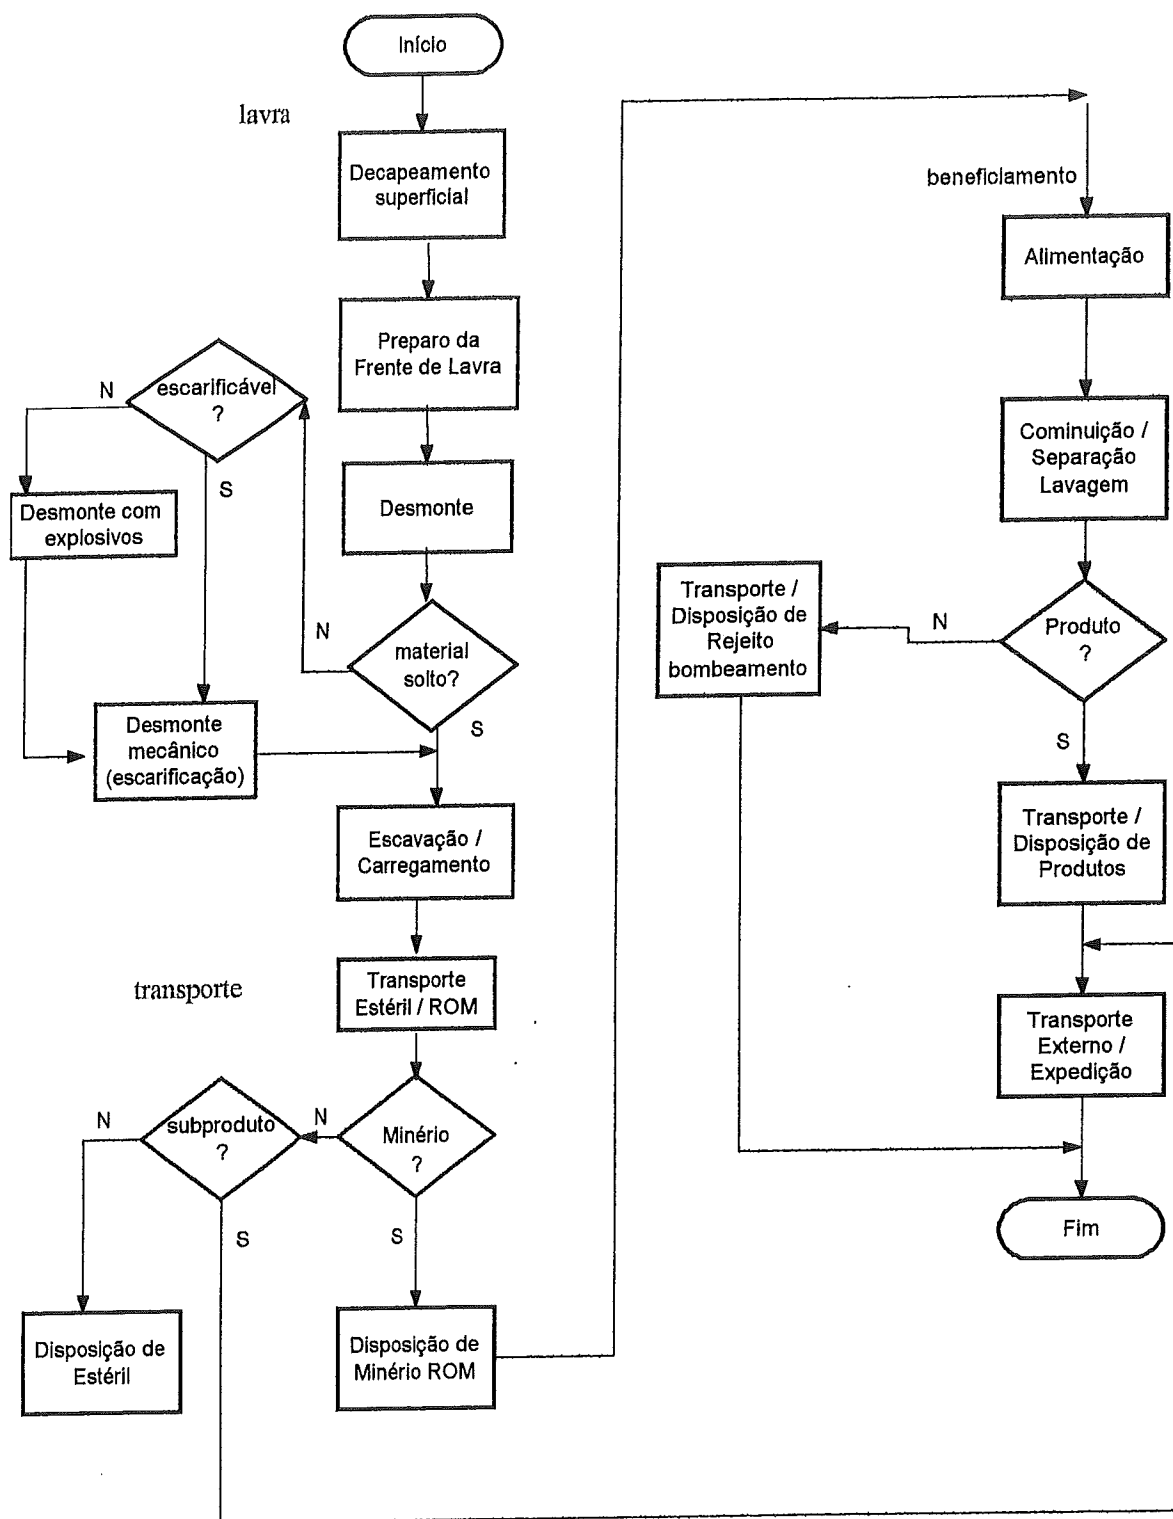 Início
lavra
Decapeamento
superficial
Preparo da
Frente de Lavra
escarificável
?
N
S
Desmonte com
explosivos
Desmonte
material
solto?
N
S
Desmonte
mecânico
(escarificação)
Escavação /
Carregamento
transporte
Transporte
Estéril / ROM
Minério
?
N
S
subproduto
?
N
S
Disposição de
Estéril
Disposição de
Minério ROM
beneficiamento
Alimentação
Cominuição /
Separação
Lavagem
Produto
?
N
S
Transporte /
Disposição de
Rejeito
bombeamento
Transporte /
Disposição de
Produtos
Transporte
Externo /
Expedição
Fim